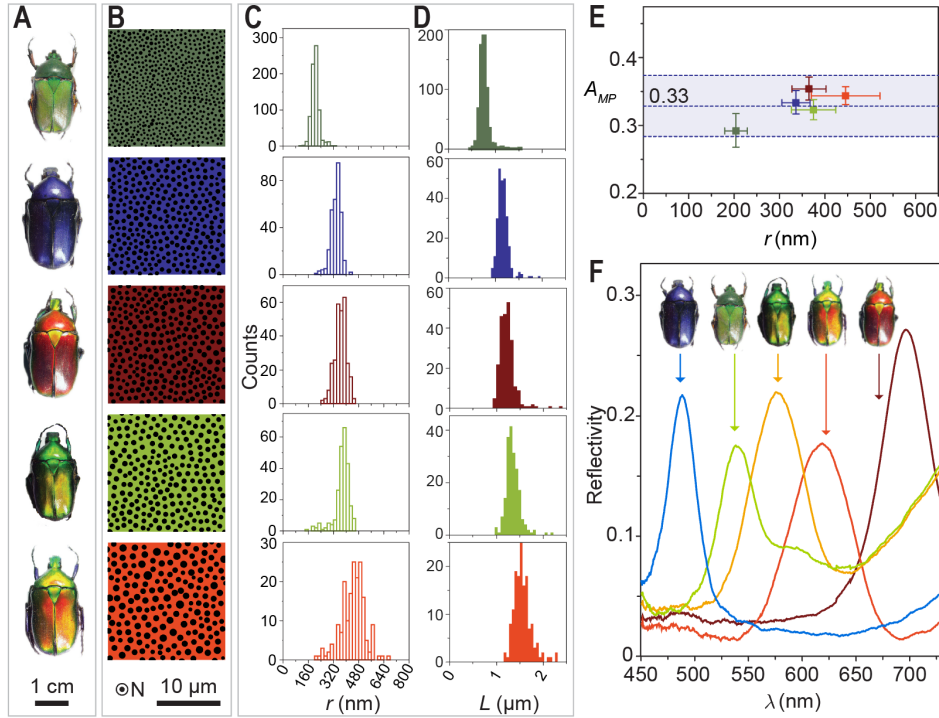 A
B
C
D
E
F
300
200
100
0
80
40
0
60
40
20
0
60
40
20
0
30
20
10
0
Counts
0
160
320
480
640
800
r (nm)
200
100
0
60
40
20
0
60
40
20
0
40
20
0
20
10
0
0 1 2
L (µm)
1 cm
N 10 µm
0.4
A_MP
0.33
0.3
0.2
0 100 200 300 400 500 600
r (nm)
0.3
0.2
0.1
0
Reflectivity
450 500 550 600 650 700
λ (nm)